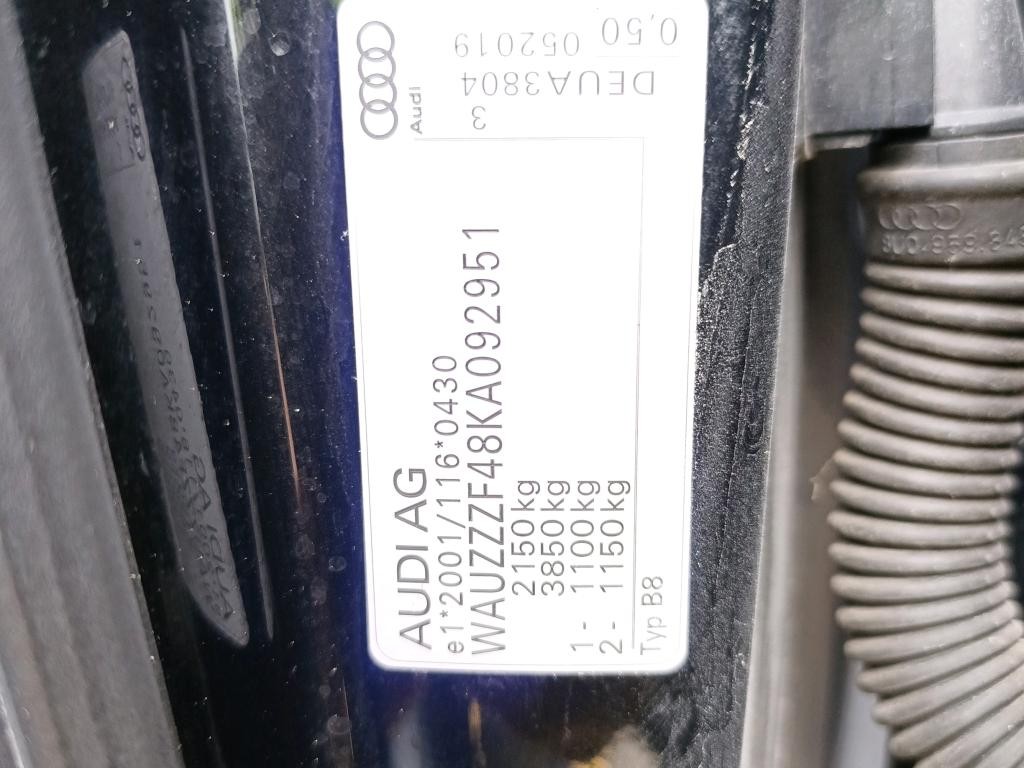 AUDI AG
e1*2001/116*0430
WAUZZZF48KA092951
2150 kg
3850 kg
1 - 1100 kg
2 - 1150 kg
Typ B8
Audi
3
DEUA3804
052019
0,50